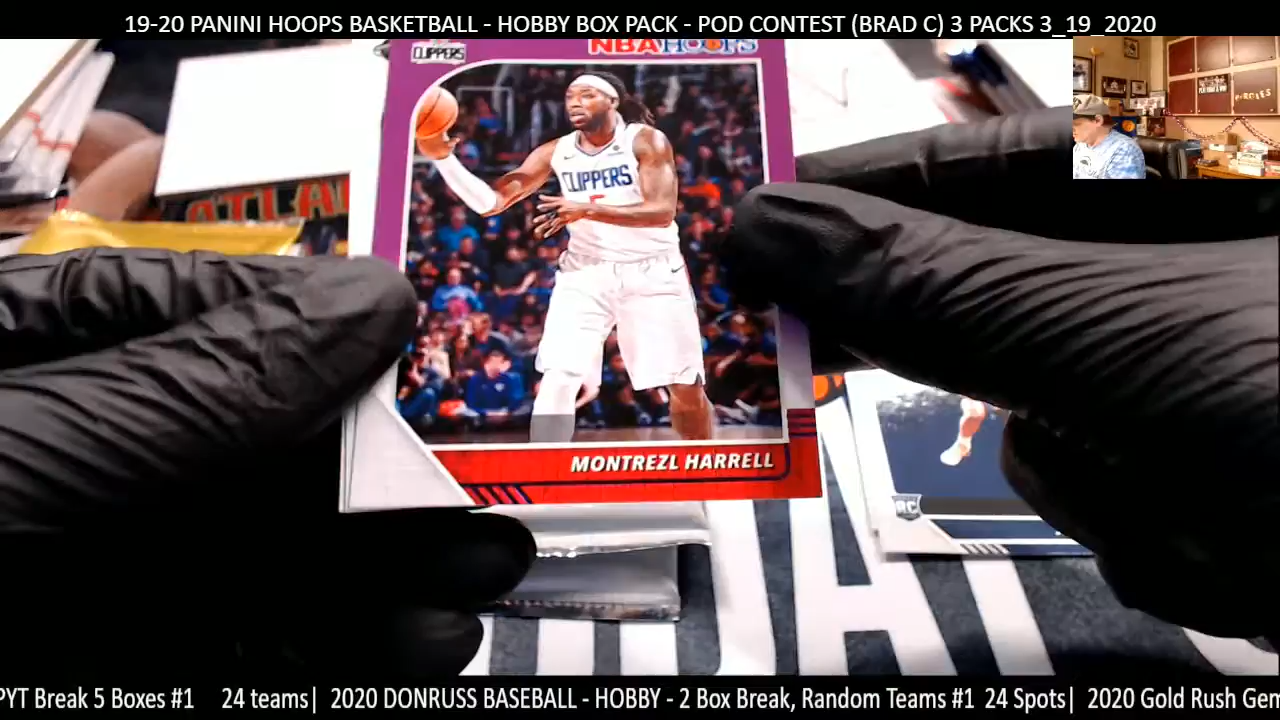 19-20 PANINI HOOPS BASKETBALL - HOBBY BOX PACK - POD CONTEST (BRAD C) 3 PACKS 3_19_2020
CLIPPERS
NBA HOOPS
ATLAN
CLIPPERS
5
MONTREZL HARRELL
RC
PYT Break 5 Boxes #1 24 teams| 2020 DONRUSS BASEBALL - HOBBY - 2 Box Break, Random Teams #1 24 Spots| 2020 Gold Rush Gem